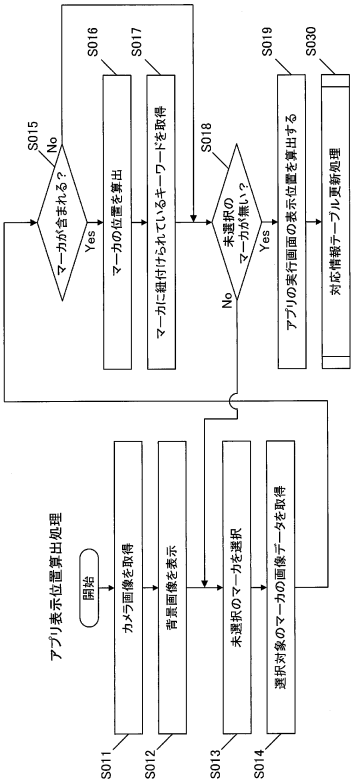 アプリ表示位置算出処理
開始
カメラ画像を取得
S011
背景画像を表示
S012
未選択のマーカを選択
S013
選択対象のマーカの画像データを取得
S014
マーカが含まれる?
S015
No
Yes
マーカの位置を算出
S016
マーカに紐付けられているキーワードを取得
S017
未選択の
マーカが無い?
S018
No
Yes
アプリの実行画面の表示位置を算出する
S019
対応情報テーブル更新処理
S030